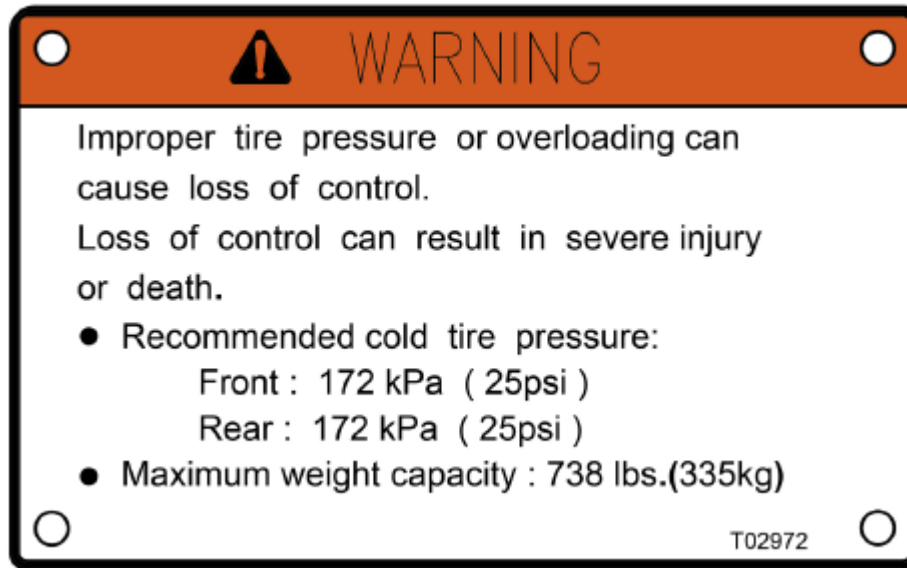 WARNING
Improper tire pressure or overloading can
cause loss of control.
Loss of control can result in severe injury
or death.
● Recommended cold tire pressure:
Front : 172 kPa ( 25psi )
Rear : 172 kPa ( 25psi )
● Maximum weight capacity : 738 lbs.(335kg)
T02972